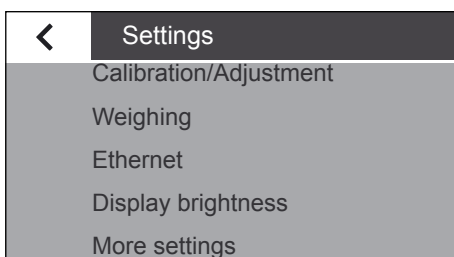 Settings
Calibration/Adjustment
Weighing
Ethernet
Display brightness
More settings